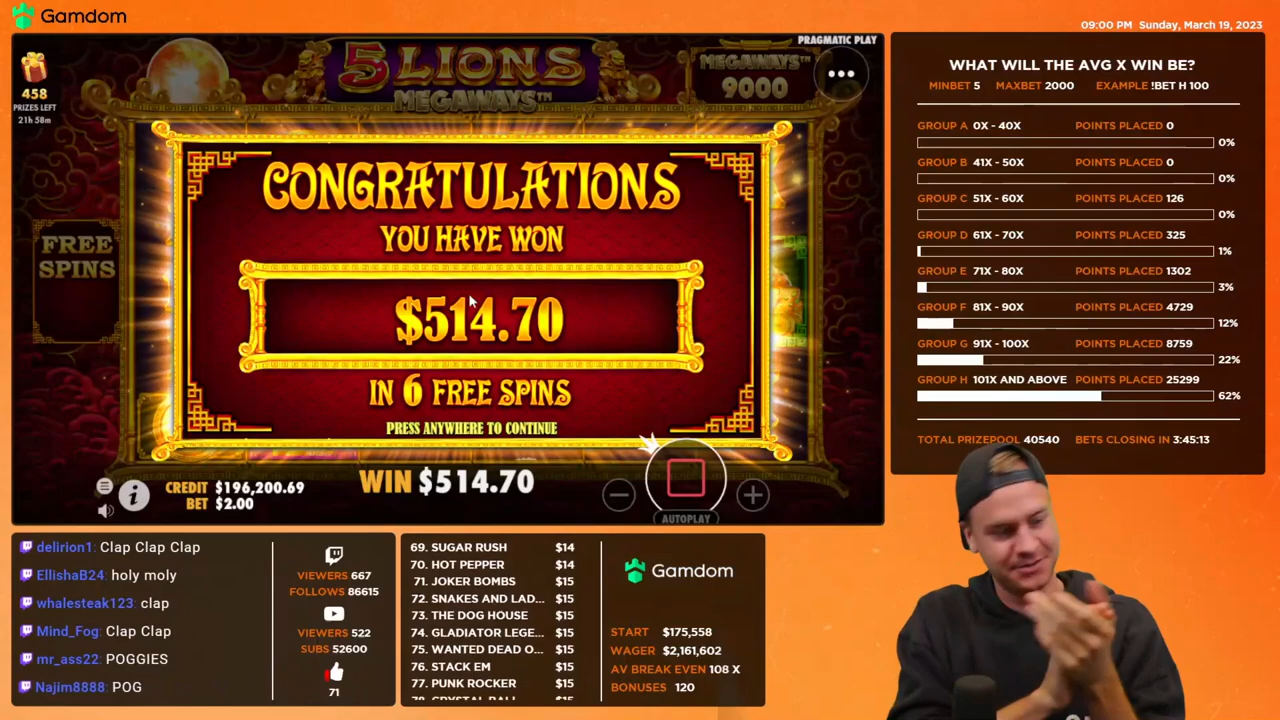 Gamdom
09:00 PM Sunday, March 19, 2023
458
PRIZES LEFT
21h 58m
5 LIONS
MEGAWAYS™
PRAGMATIC PLAY
MEGAWAYS™
9000
FREE
SPINS
CONGRATULATIONS
YOU HAVE WON
$514.70
IN 6 FREE SPINS
PRESS ANYWHERE TO CONTINUE
CREDIT $196,200.69
BET $2.00
WIN $514.70
AUTOPLAY
WHAT WILL THE AVG X WIN BE?
MINBET 5 MAXBET 2000 EXAMPLE !BET H 100
GROUP A 0X - 40X POINTS PLACED 0
0%
GROUP B 41X - 50X POINTS PLACED 0
0%
GROUP C 51X - 60X POINTS PLACED 126
0%
GROUP D 61X - 70X POINTS PLACED 325
1%
GROUP E 71X - 80X POINTS PLACED 1302
3%
GROUP F 81X - 90X POINTS PLACED 4729
12%
GROUP G 91X - 100X POINTS PLACED 8759
22%
GROUP H 101X AND ABOVE POINTS PLACED 25299
62%
TOTAL PRIZEPOOL 40540 BETS CLOSING IN 3:45:13
delirion1: Clap Clap Clap
EllishaB24: holy moly
whalesteak123: clap
Mind_Fog: Clap Clap
mr_ass22: POGGIES
Najim8888: POG
VIEWERS 667
FOLLOWS 86615
VIEWERS 522
SUBS 52600
71
69. SUGAR RUSH $14
70. HOT PEPPER $14
71. JOKER BOMBS $15
72. SNAKES AND LAD... $15
73. THE DOG HOUSE $15
74. GLADIATOR LEGE... $15
75. WANTED DEAD O... $15
76. STACK EM $15
77. PUNK ROCKER $15
78. CRYSTAL BALL $15
Gamdom
START $175,558
WAGER $2,161,602
AV BREAK EVEN 108 X
BONUSES 120